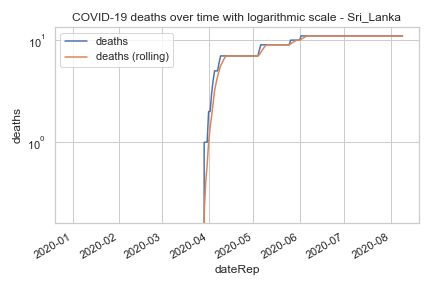 COVID-19 deaths over time with logarithmic scale - Sri_Lanka
deaths
deaths (rolling)
10¹
10⁰
deaths
2020-01
2020-02
2020-03
2020-04
2020-05
2020-06
2020-07
2020-08
dateRep